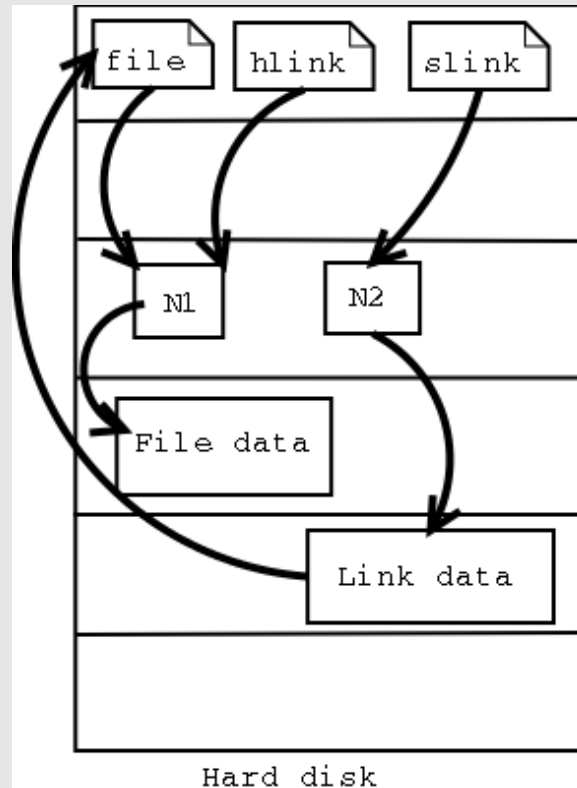 file
hlink
slink
N1
N2
File data
Link data
Hard disk